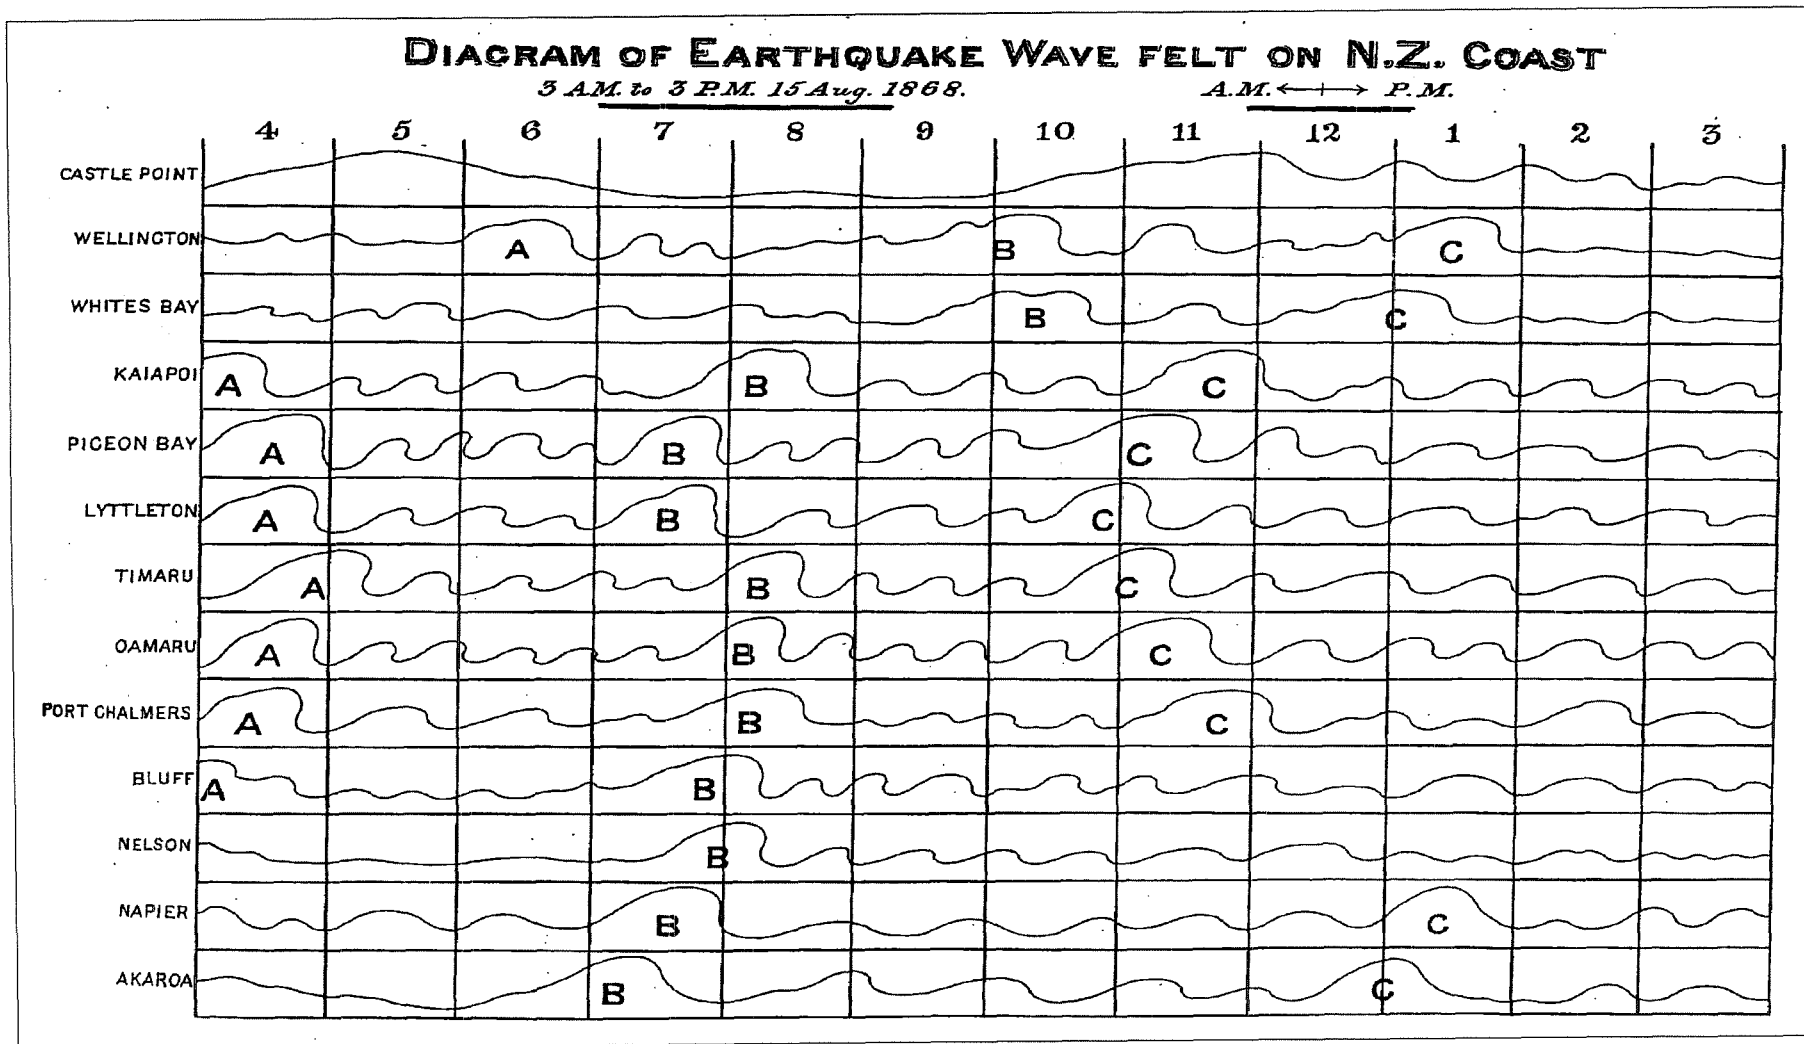 DIAGRAM OF EARTHQUAKE WAVE FELT ON N.Z. COAST
3 A.M. to 3 P.M. 15 Aug. 1868. A.M. ←→ P.M.
4 5 6 7 8 9 10 11 12 1 2 3
CASTLE POINT
WELLINGTON A B C
WHITES BAY B C
KAIAPOI A B C
PIGEON BAY A B C
LYTTLETON A B C
TIMARU A B C
OAMARU A B C
PORT CHALMERS A B C
BLUFF A B
NELSON B
NAPIER B C
AKAROA B C